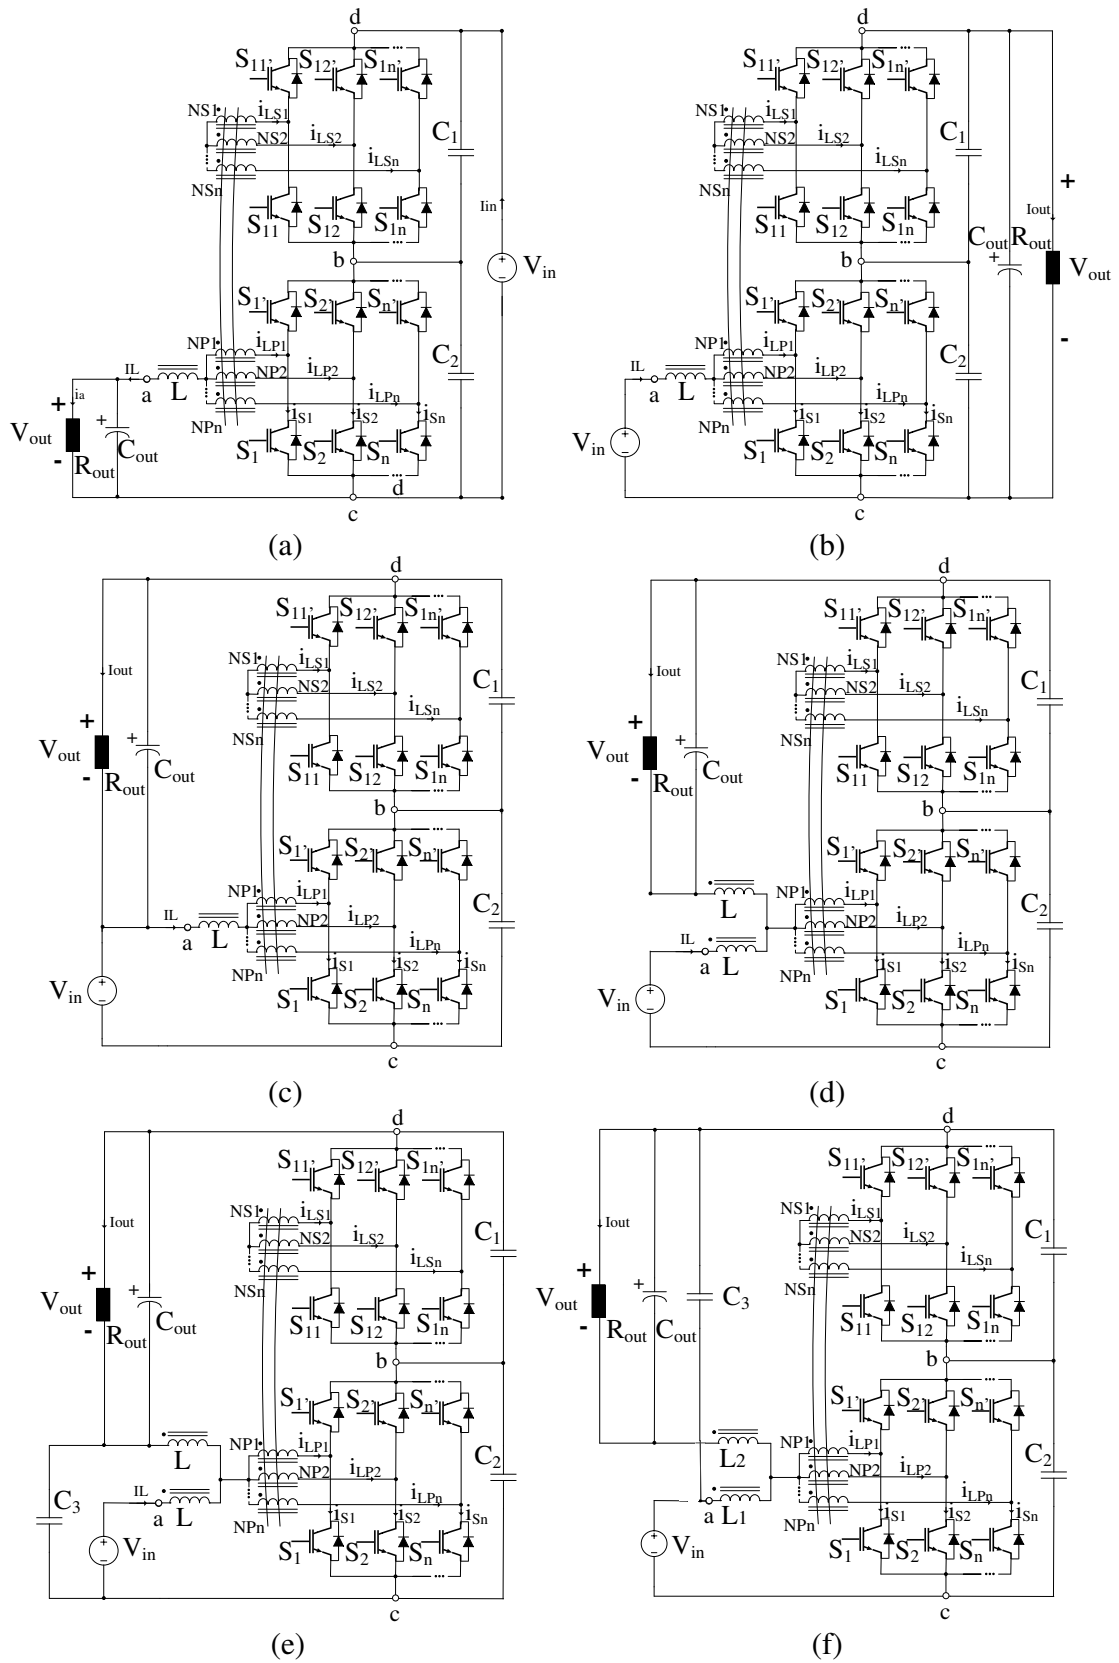 d
S11' S12' S1n'
NS1 iLS1
NS2 iLS2
iLSn
NSn
C1
Iin
S11 S12 S1n
b
Vin
S1' S2' Sn'
NP1 iLP1
NP2 iLP2
iLPn
NPn
C2
IL
a L
ia
+
Vout
-
Rout
+
Cout
iS1 iS2 iSn
S1 S2 Sn
d
c
(a)
d
S11' S12' S1n'
NS1 iLS1
NS2 iLS2
iLSn
NSn
C1
+
Iout
S11 S12 S1n
b
Cout Rout
+
Vout
-
S1' S2' Sn'
NP1 iLP1
NP2 iLP2
iLPn
NPn
C2
IL
a L
Vin
iS1 iS2 iSn
S1 S2 Sn
c
(b)
d
S11' S12' S1n'
Iout
NS1 iLS1
NS2 iLS2
iLSn
NSn
C1
+
Vout
-
Rout
+
Cout
S11 S12 S1n
b
S1' S2' Sn'
NP1 iLP1
NP2 iLP2
iLPn
NPn
C2
IL
a L
Vin
iS1 iS2 iSn
S1 S2 Sn
c
(c)
d
S11' S12' S1n'
Iout
NS1 iLS1
NS2 iLS2
iLSn
NSn
C1
+
Vout
-
Rout
+
Cout
S11 S12 S1n
b
S1' S2' Sn'
NP1 iLP1
NP2 iLP2
iLPn
NPn
C2
L
IL
a L
Vin
iS1 iS2 iSn
S1 S2 Sn
c
(d)
d
S11' S12' S1n'
Iout
NS1 iLS1
NS2 iLS2
iLSn
NSn
C1
+
Vout
-
Rout
+
Cout
S11 S12 S1n
b
S1' S2' Sn'
NP1 iLP1
NP2 iLP2
iLPn
NPn
C2
L
C3
IL
a L
Vin
iS1 iS2 iSn
S1 S2 Sn
c
(e)
d
S11' S12' S1n'
Iout
NS1 iLS1
NS2 iLS2
iLSn
NSn
C1
+
Vout
-
Rout
+
Cout
C3
S11 S12 S1n
b
S1' S2' Sn'
NP1 iLP1
NP2 iLP2
iLPn
NPn
C2
L2
a L1
Vin
iS1 iS2 iSn
S1 S2 Sn
c
(f)